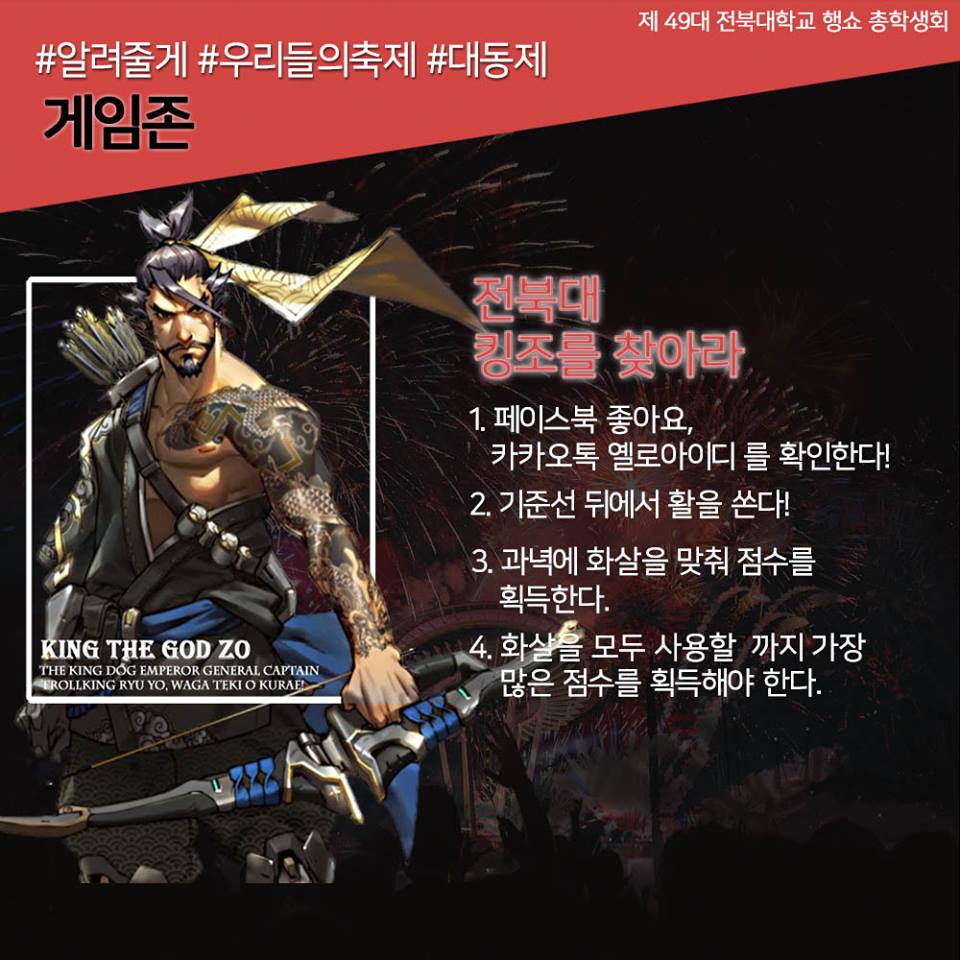 제 49대 전북대학교 행쇼 총학생회
#알려줄게 #우리들의축제 #대동제
게임존
전북대
킹조를 찾아라
1. 페이스북 좋아요,
카카오톡 옐로아이디 를 확인한다!
2. 기준선 뒤에서 활을 쏜다!
3. 과녁에 화살을 맞춰 점수를
획득한다.
4. 화살을 모두 사용할 까지 가장
많은 점수를 획득해야 한다.
KING THE GOD ZO
THE KING DOG EMPEROR GENERAL CAPTAIN
TROLLKING RYU YO, WAGA TEKI O KURAE!